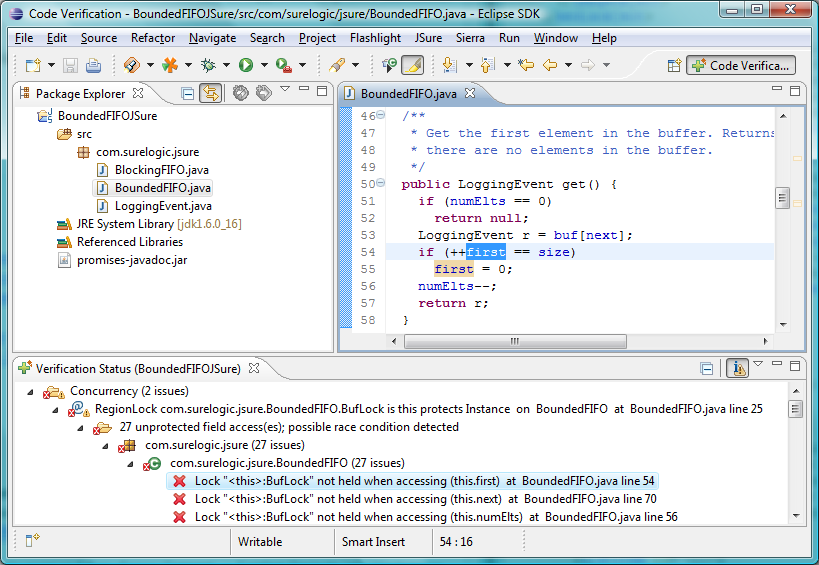 Code Verification - BoundedFIFOJSure/src/com/surelogic/jsure/BoundedFIFO.java - Eclipse SDK
File Edit Source Refactor Navigate Search Project Flashlight JSure Sierra Run Window Help
Code Verifica...
Package Explorer
BoundedFIFOJSure
src
com.surelogic.jsure
BlockingFIFO.java
BoundedFIFO.java
LoggingEvent.java
JRE System Library [jdk1.6.0_16]
Referenced Libraries
promises-javadoc.jar
BoundedFIFO.java
46 /**
47 * Get the first element in the buffer. Returns
48 * there are no elements in the buffer.
49 */
50 public LoggingEvent get() {
51 if (numElts == 0)
52 return null;
53 LoggingEvent r = buf[next];
54 if (++first == size)
55 first = 0;
56 numElts--;
57 return r;
58 }
Verification Status (BoundedFIFOJSure)
Concurrency (2 issues)
RegionLock com.surelogic.jsure.BoundedFIFO.BufLock is this protects Instance on BoundedFIFO at BoundedFIFO.java line 25
27 unprotected field access(es); possible race condition detected
com.surelogic.jsure (27 issues)
com.surelogic.jsure.BoundedFIFO (27 issues)
Lock "<this>:BufLock" not held when accessing (this.first) at BoundedFIFO.java line 54
Lock "<this>:BufLock" not held when accessing (this.next) at BoundedFIFO.java line 70
Lock "<this>:BufLock" not held when accessing (this.numElts) at BoundedFIFO.java line 56
Writable Smart Insert 54 : 16